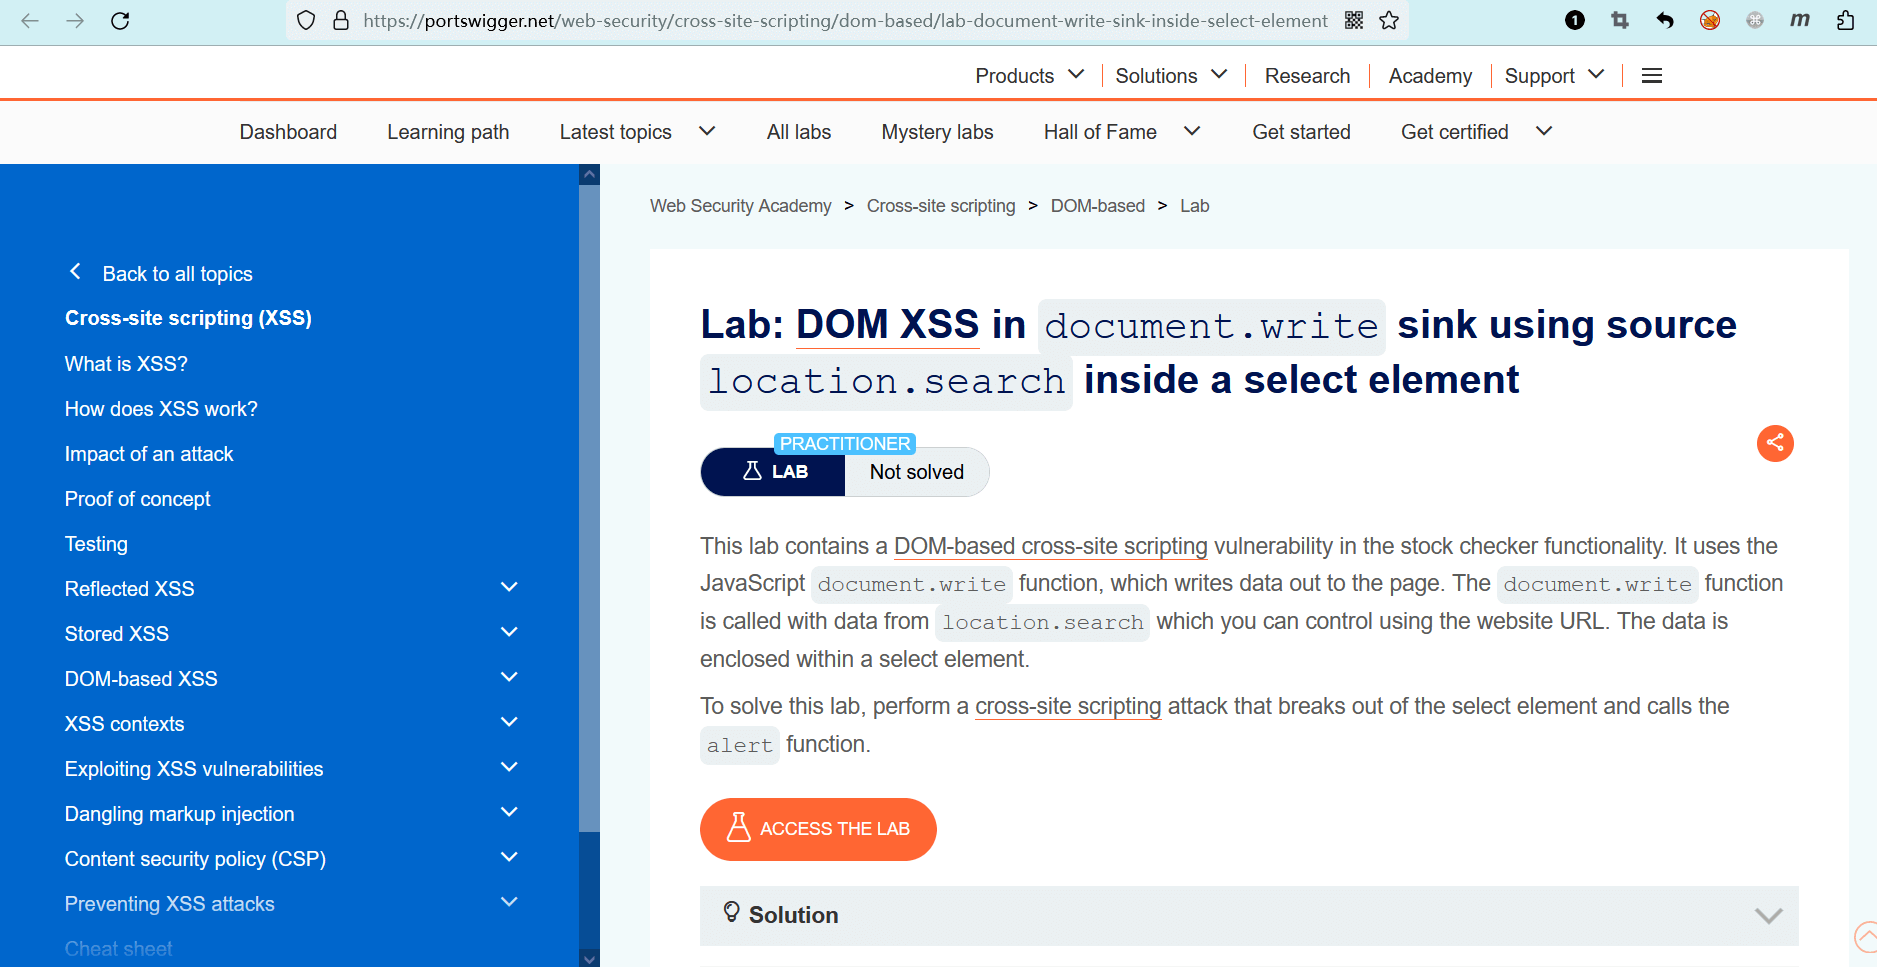 https://portswigger.net/web-security/cross-site-scripting/dom-based/lab-document-write-sink-inside-select-element
1
m
Products
Solutions
Research
Academy
Support
Dashboard
Learning path
Latest topics
All labs
Mystery labs
Hall of Fame
Get started
Get certified
Back to all topics
Cross-site scripting (XSS)
What is XSS?
How does XSS work?
Impact of an attack
Proof of concept
Testing
Reflected XSS
Stored XSS
DOM-based XSS
XSS contexts
Exploiting XSS vulnerabilities
Dangling markup injection
Content security policy (CSP)
Preventing XSS attacks
Cheat sheet
Web Security Academy > Cross-site scripting > DOM-based > Lab
Lab: DOM XSS in document.write sink using source
location.search inside a select element
PRACTITIONER
LAB
Not solved
This lab contains a DOM-based cross-site scripting vulnerability in the stock checker functionality. It uses the
JavaScript document.write function, which writes data out to the page. The document.write function
is called with data from location.search which you can control using the website URL. The data is
enclosed within a select element.
To solve this lab, perform a cross-site scripting attack that breaks out of the select element and calls the
alert function.
ACCESS THE LAB
Solution